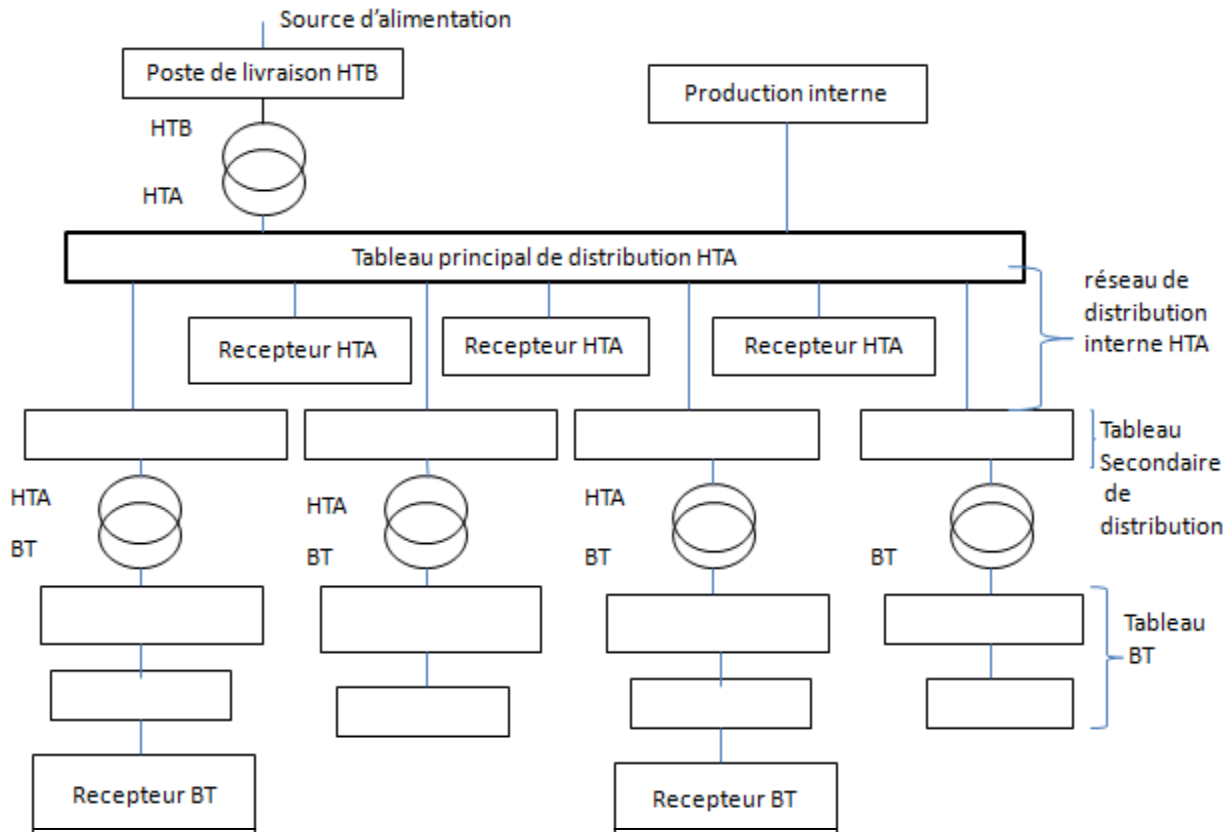 Source d'alimentation
Poste de livraison HTB
Production interne
HTB
HTA
Tableau principal de distribution HTA
réseau de
distribution
interne HTA
Recepteur HTA
Recepteur HTA
Recepteur HTA
Tableau
Secondaire
de
distribution
HTA
HTA
HTA
BT
BT
BT
BT
Tableau
BT
Recepteur BT
Recepteur BT